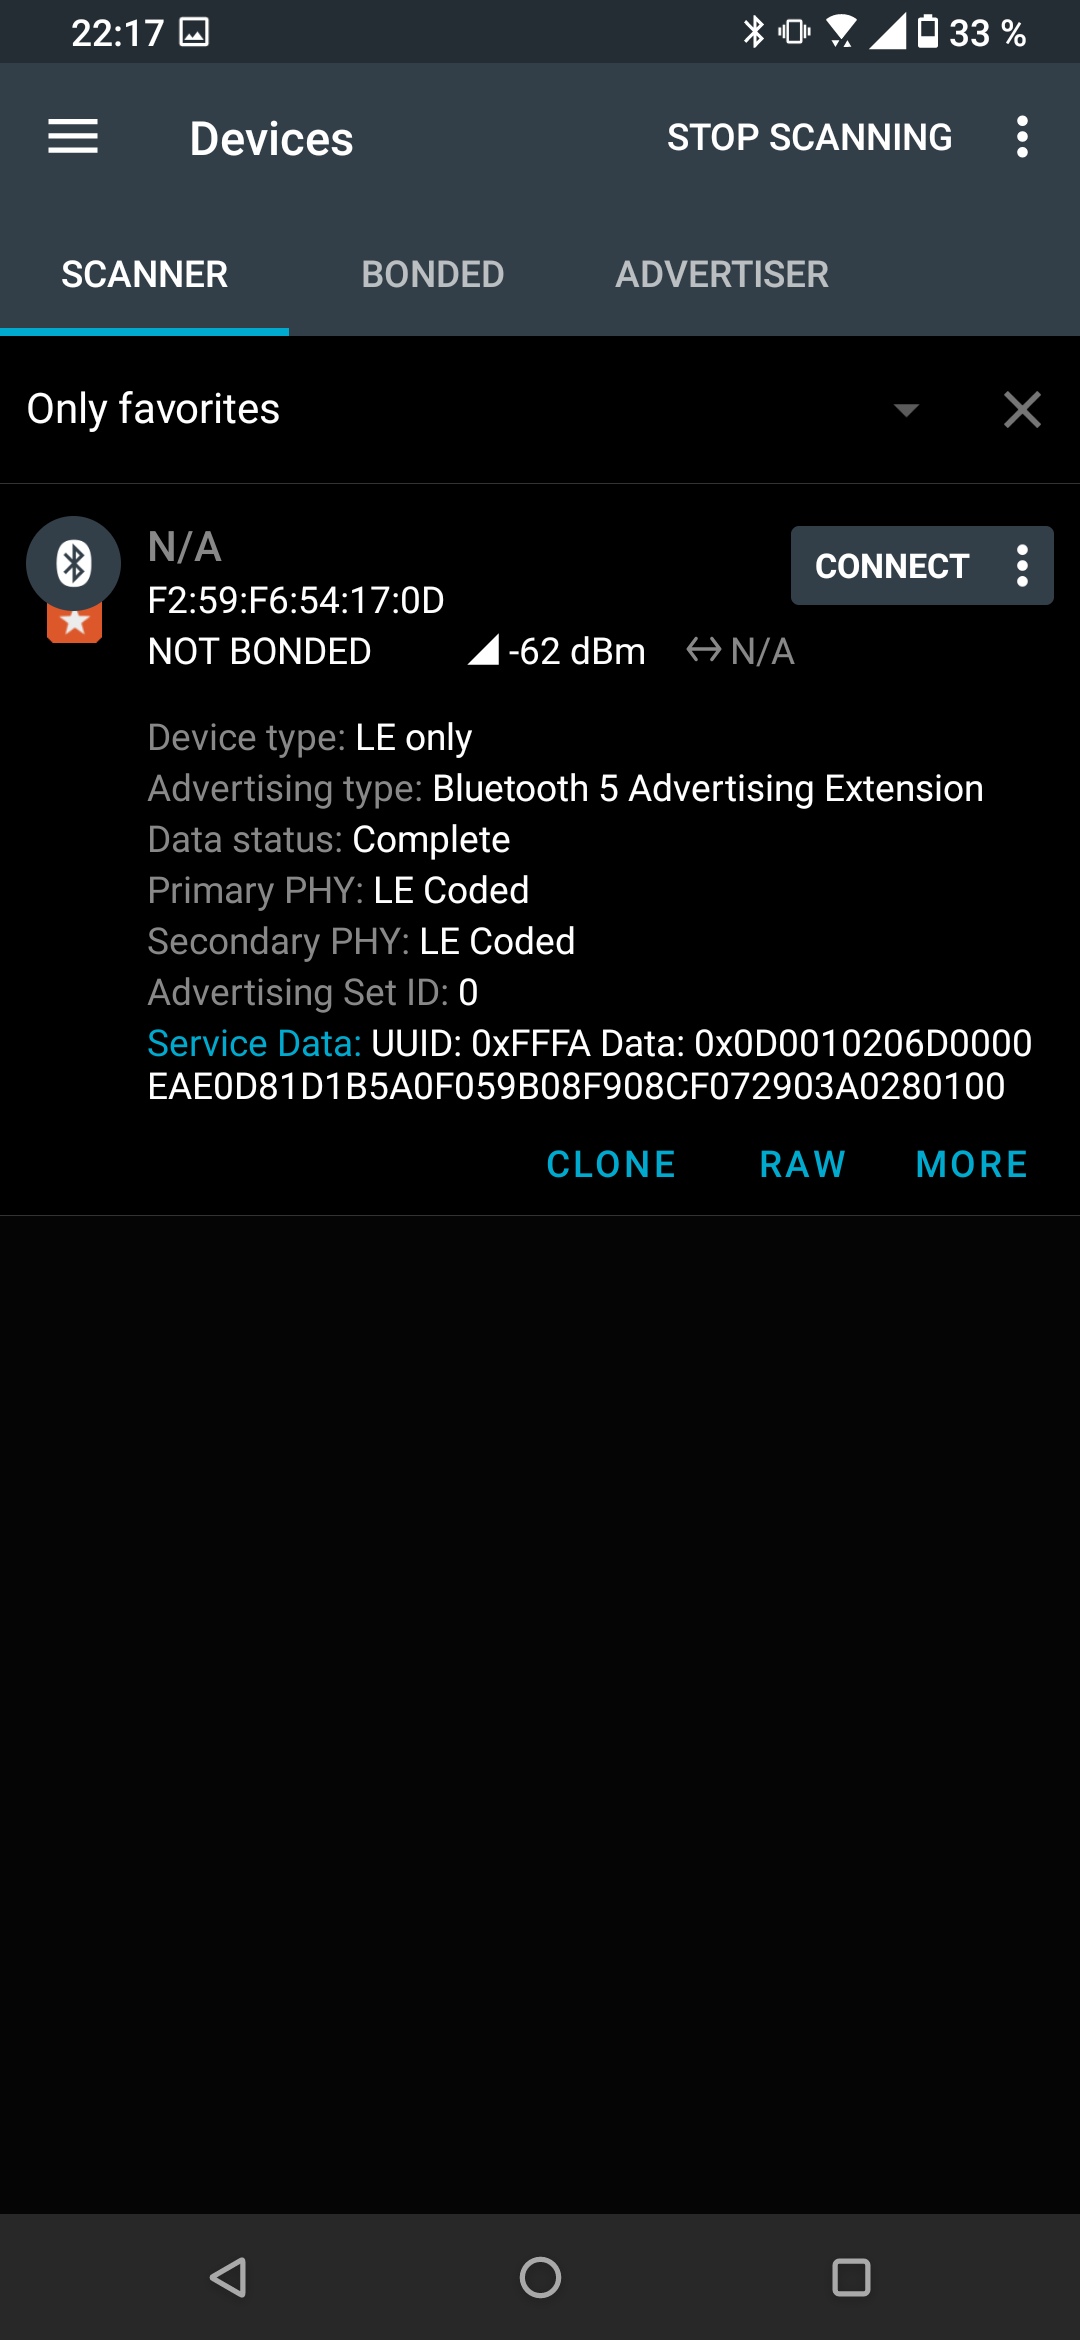 22:17
33 %
Devices
STOP SCANNING
SCANNER
BONDED
ADVERTISER
Only favorites
N/A
CONNECT
F2:59:F6:54:17:0D
NOT BONDED
-62 dBm
N/A
Device type: LE only
Advertising type: Bluetooth 5 Advertising Extension
Data status: Complete
Primary PHY: LE Coded
Secondary PHY: LE Coded
Advertising Set ID: 0
Service Data: UUID: 0xFFFA Data: 0x0D0010206D0000
EAE0D81D1B5A0F059B08F908CF072903A0280100
CLONE
RAW
MORE